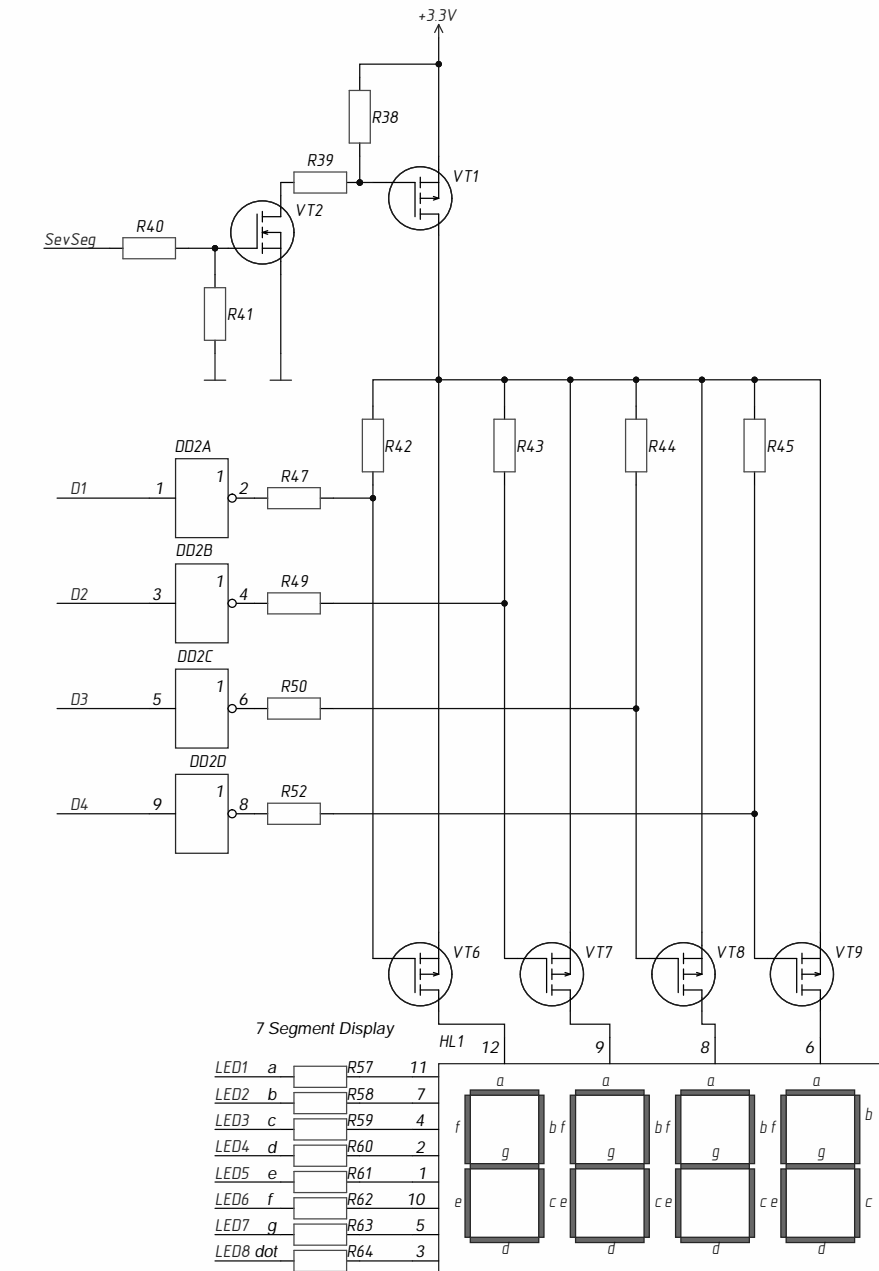 +3.3V
R38
R39
VT1
VT2
R40
SevSeg
R41
DD2A
R42
R43
R44
R45
1
R47
D1
1
2
DD2B
1
R49
D2
3
4
DD2C
1
R50
D3
5
6
DD2D
1
R52
D4
9
8
VT6
VT7
VT8
VT9
7 Segment Display
HL1
12
9
8
6
LED1 a
R57
11
LED2 b
R58
7
LED3 c
R59
4
LED4 d
R60
2
LED5 e
R61
1
LED6 f
R62
10
LED7 g
R63
5
LED8 dot
R64
3
a
a
a
a
f
b f
b f
b f
b
g
g
g
g
e
c e
c e
c e
c
d
d
d
d